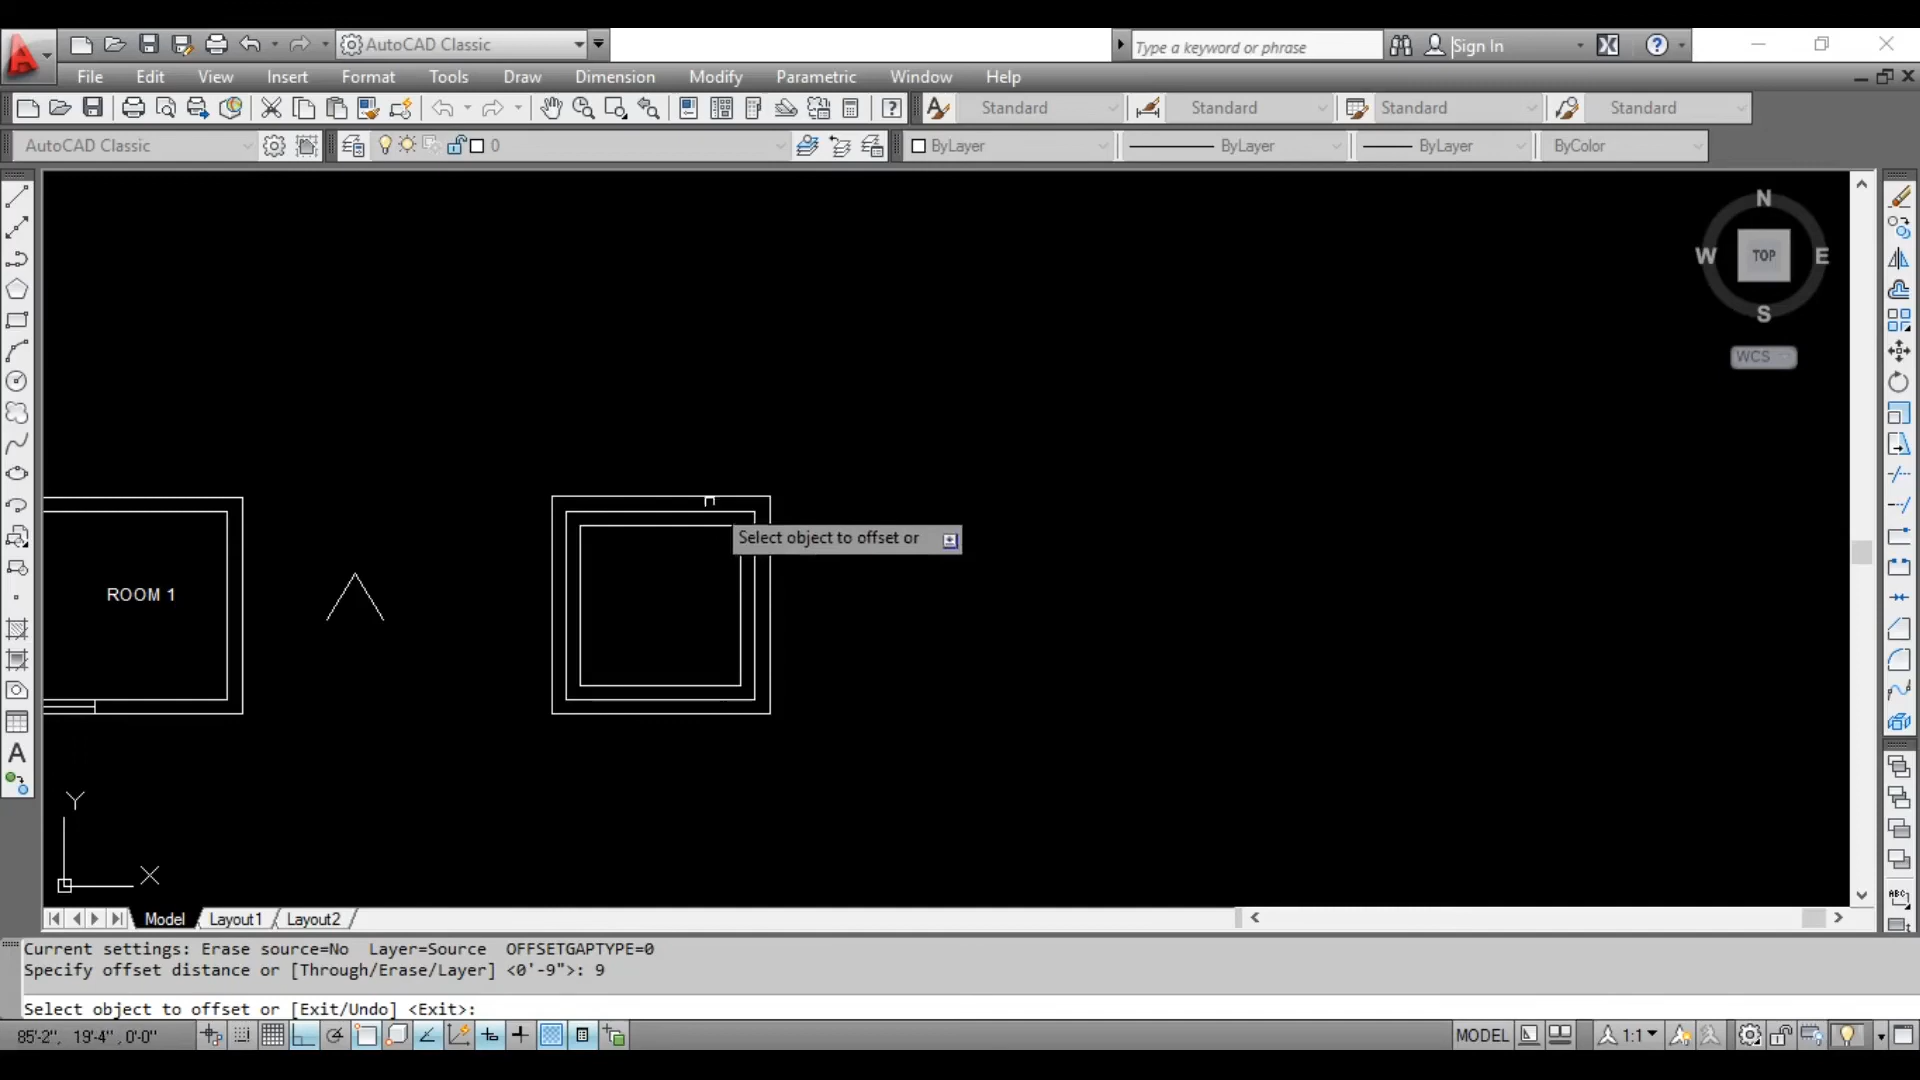 AutoCAD Classic
Type a keyword or phrase
Sign In
File Edit View Insert Format Tools Draw Dimension Modify Parametric Window Help
Standard Standard Standard Standard
AutoCAD Classic
0
ByLayer ByLayer ByLayer ByColor
N
W TOP E
S
WCS
Select object to offset or
ROOM 1
Y
X
A
ABC
Model Layout1 Layout2
Current settings: Erase source=No Layer=Source OFFSETGAPTYPE=0
Specify offset distance or [Through/Erase/Layer] <0'-9">: 9
Select object to offset or [Exit/Undo] <Exit>:
85'-2", 19'-4" , 0'-0"
MODEL
1:1